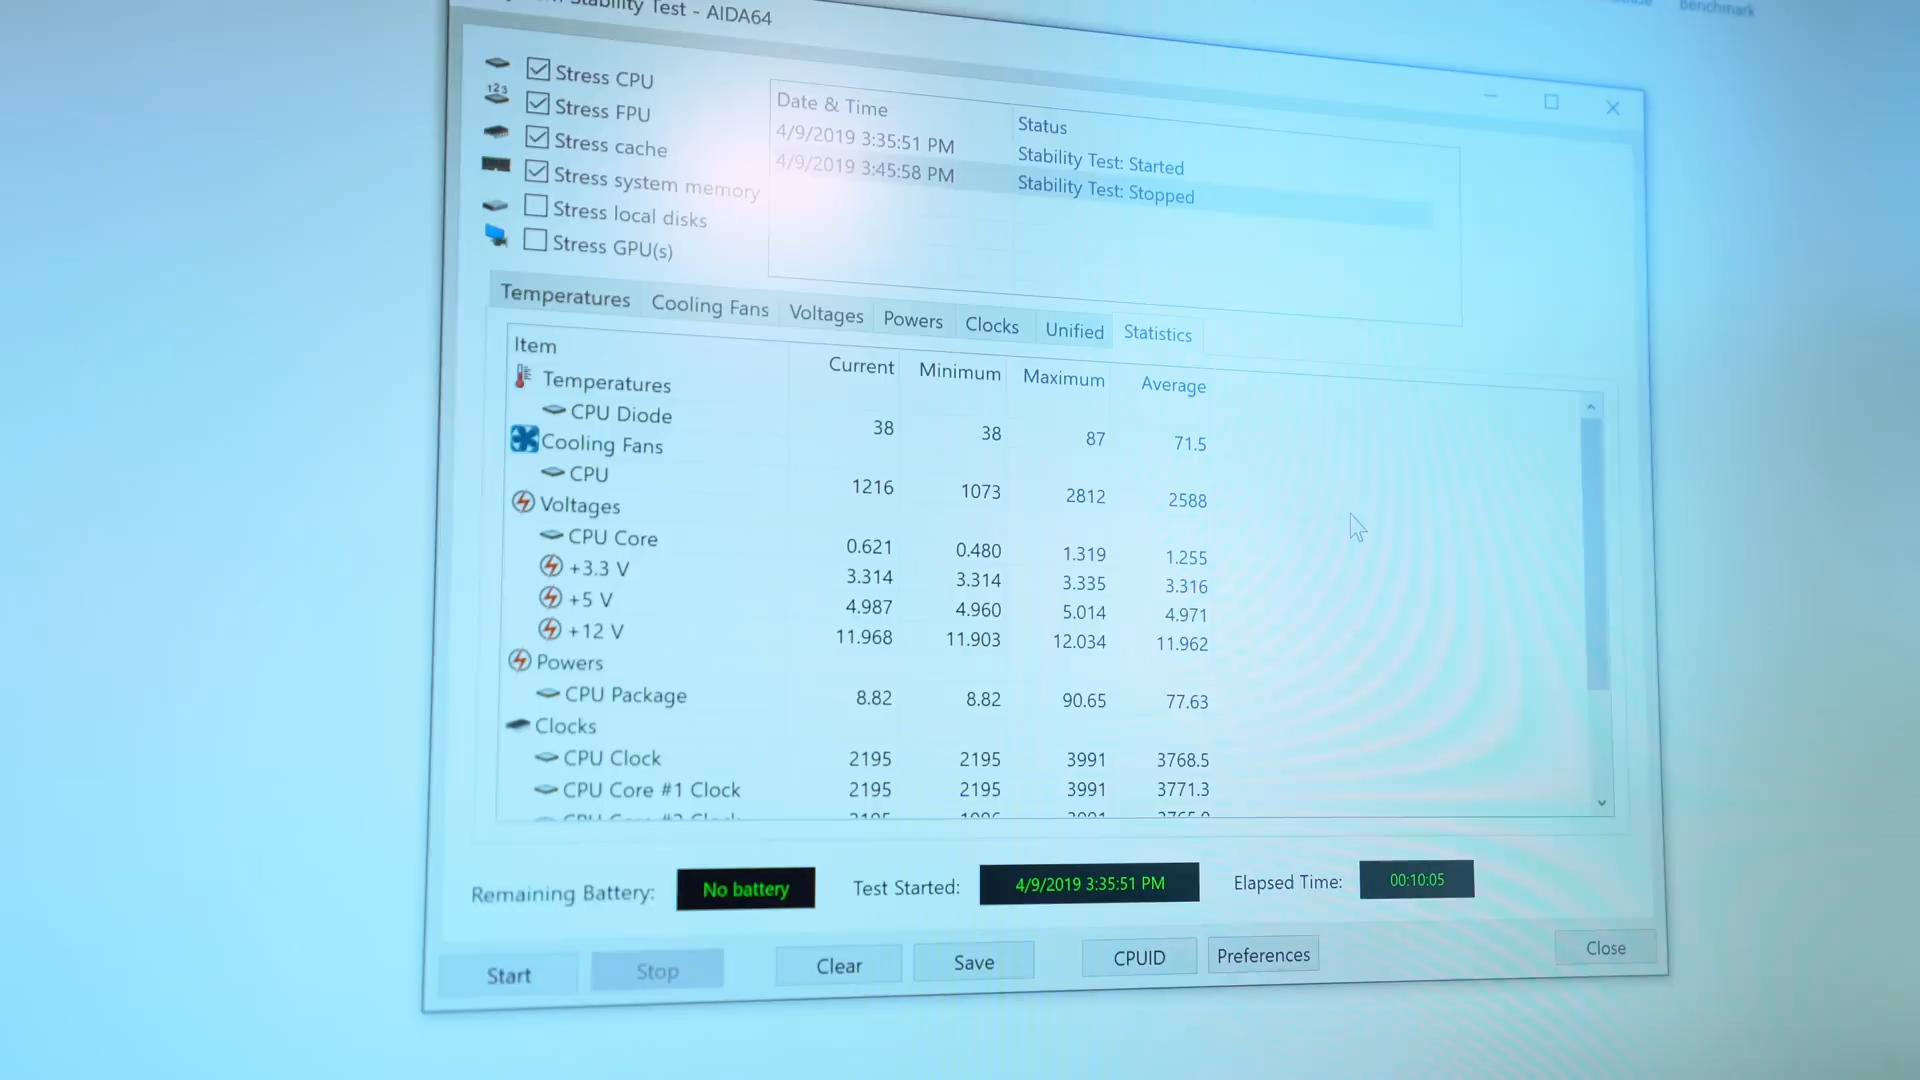 Stability Test - AIDA64
Benchmark
Stress CPU
Stress FPU
Stress cache
Stress system memory
Stress local disks
Stress GPU(s)
Date & Time Status
4/9/2019 3:35:51 PM Stability Test: Started
4/9/2019 3:45:58 PM Stability Test: Stopped
Temperatures Cooling Fans Voltages Powers Clocks Unified Statistics
Item Current Minimum Maximum Average
Temperatures
CPU Diode 38 38 87 71.5
Cooling Fans
CPU 1216 1073 2812 2588
Voltages
CPU Core 0.621 0.480 1.319 1.255
+3.3 V 3.314 3.314 3.335 3.316
+5 V 4.987 4.960 5.014 4.971
+12 V 11.968 11.903 12.034 11.962
Powers
CPU Package 8.82 8.82 90.65 77.63
Clocks
CPU Clock 2195 2195 3991 3768.5
CPU Core #1 Clock 2195 2195 3991 3771.3
Remaining Battery: No battery Test Started: 4/9/2019 3:35:51 PM Elapsed Time: 00:10:05
Start Stop Clear Save CPUID Preferences Close